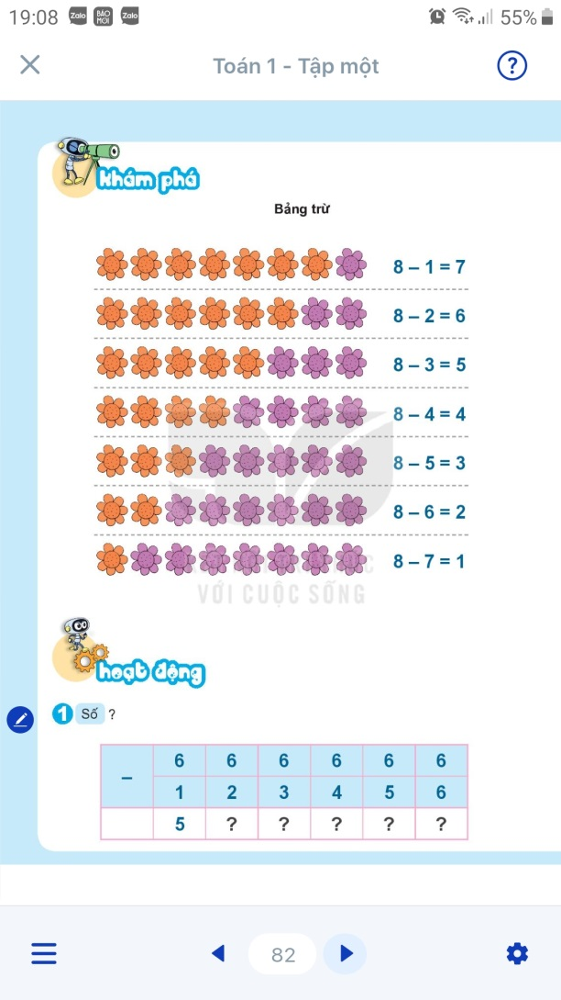 19:08 Zalo BÁO MỚI Zalo 55%
Toán 1 - Tập một
?
khám phá
Bảng trừ
8 – 1 = 7
8 – 2 = 6
8 – 3 = 5
8 – 4 = 4
8 – 5 = 3
8 – 6 = 2
8 – 7 = 1
VỚI CUỘC SỐNG
hoạt động
1 Số ?
– 6 6 6 6 6 6
1 2 3 4 5 6
5 ? ? ? ? ?
82